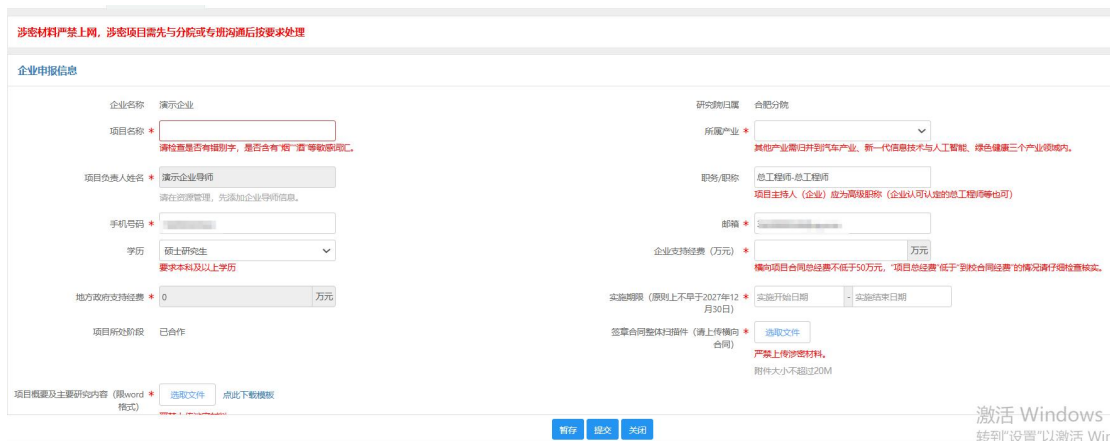 涉密材料严禁上网，涉密项目需先与分院或专班沟通后按要求处理
企业申报信息
企业名称 演示企业 研究院归属 合肥分院
项目名称 * 所属产业 *
请检查是否有错别字，是否含有"烟""酒"等敏感词汇。 其他产业需归并到汽车产业、新一代信息技术与人工智能、绿色健康三个产业领域内。
项目负责人姓名 * 演示企业导师 职务/职称 总工程师-总工程师
请在资源管理，先添加企业导师信息。 项目主持人（企业）应为高级职称（企业认可认定的总工程师等也可）
手机号码 * 邮箱 *
学历 硕士研究生 企业支持经费（万元） * 万元
要求本科及以上学历 横向项目合同总经费不低于50万元，"项目总经费"低于"到校合同经费"的情况请仔细检查核实。
地方政府支持经费 * 0 万元 实施期限（原则上不早于2027年12 * 实施开始日期 - 实施结束日期
月30日）
项目所处阶段 已合作 签章合同整体扫描件（请上传横向 * 选取文件
合同）
严禁上传涉密材料。
附件大小不超过20M
项目概要及主要研究内容（限word * 选取文件 点此下载模板
格式）
暂存 提交 关闭
激活 Windows
转到"设置"以激活 Win